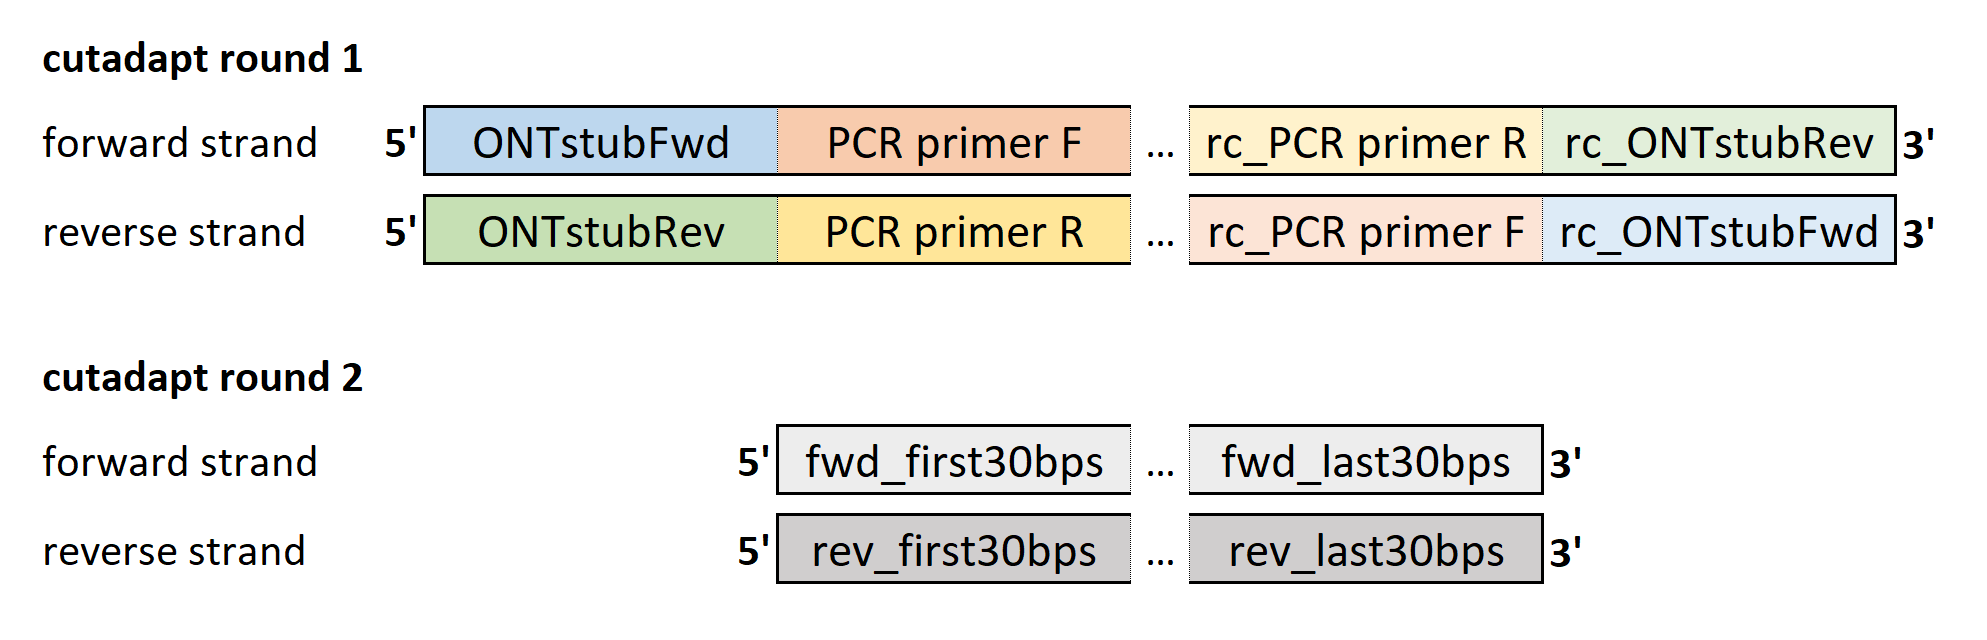 cutadapt round 1
forward strand 5' ONTstubFwd PCR primer F ... rc_PCR primer R rc_ONTstubRev 3'
reverse strand 5' ONTstubRev PCR primer R ... rc_PCR primer F rc_ONTstubFwd 3'
cutadapt round 2
forward strand 5' fwd_first30bps ... fwd_last30bps 3'
reverse strand 5' rev_first30bps ... rev_last30bps 3'